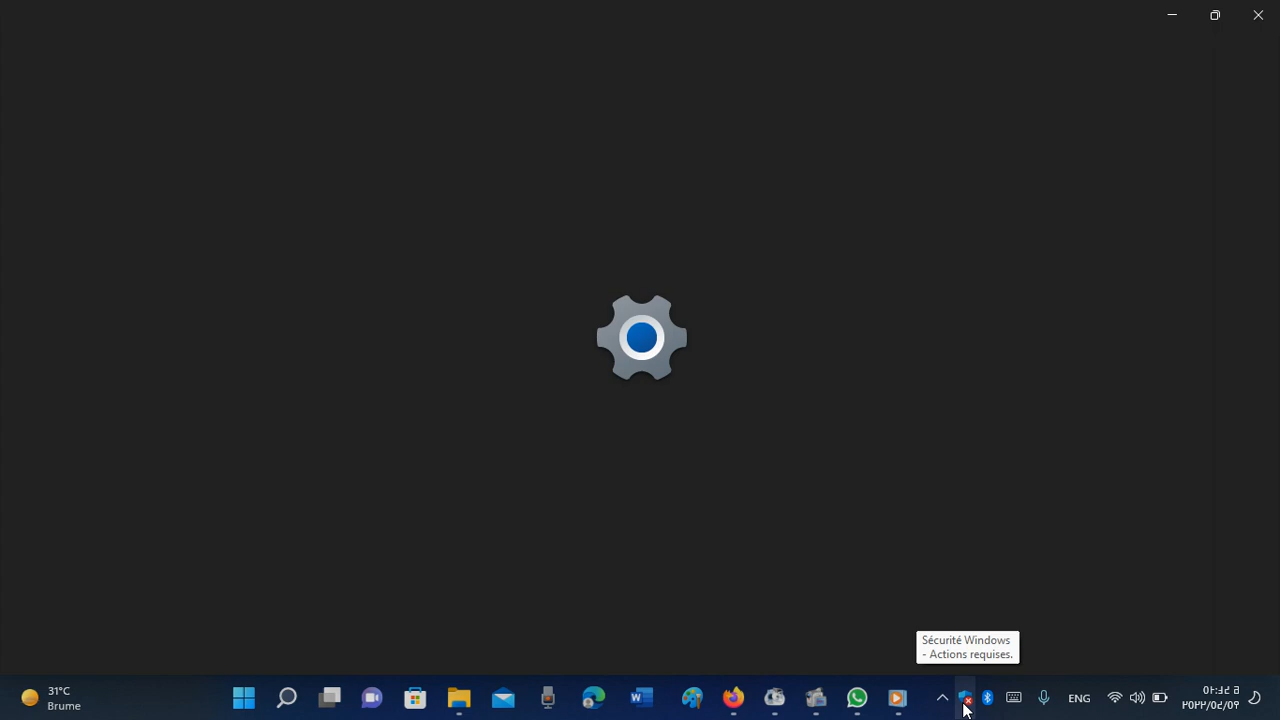 Sécurité Windows
- Actions requises.
31°C
Brume
ENG